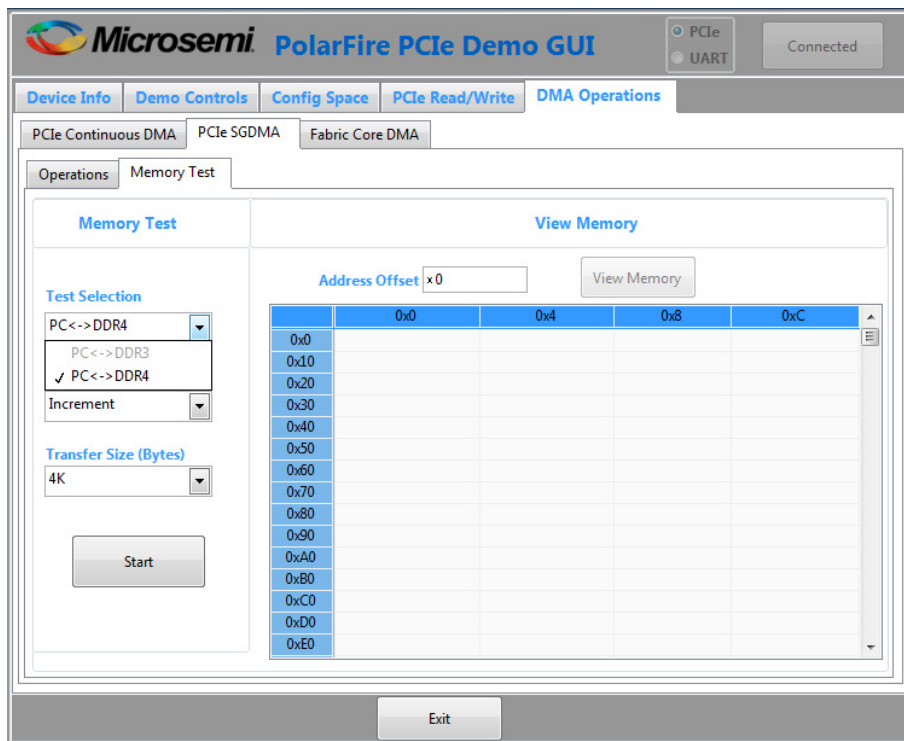 Microsemi. PolarFire PCIe Demo GUI
PCIe
UART
Connected
Device Info Demo Controls Config Space PCIe Read/Write DMA Operations
PCIe Continuous DMA PCIe SGDMA Fabric Core DMA
Operations Memory Test
Memory Test
View Memory
Test Selection
PC<->DDR4
PC<->DDR3
✓ PC<->DDR4
Increment
Transfer Size (Bytes)
4K
Start
Address Offset x 0
View Memory
0x0 0x4 0x8 0xC
0x0
0x10
0x20
0x30
0x40
0x50
0x60
0x70
0x80
0x90
0xA0
0xB0
0xC0
0xD0
0xE0
Exit